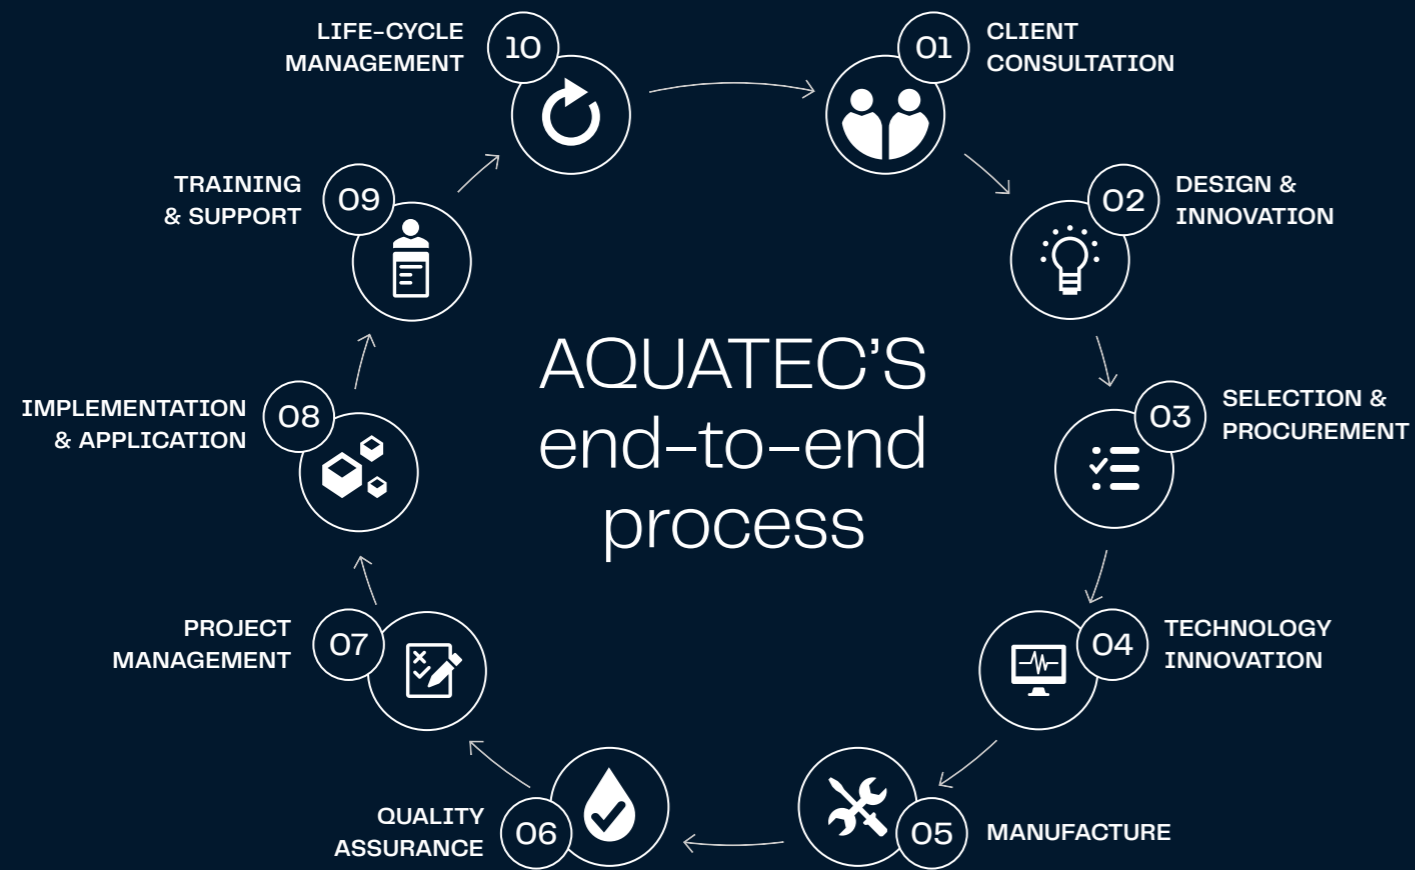 AQUATEC’S
end–to–end
process
01
CLIENT
CONSULTATION
02
DESIGN &
INNOVATION
03
SELECTION &
PROCUREMENT
04
TECHNOLOGY
INNOVATION
05
MANUFACTURE
06
QUALITY
ASSURANCE
07
PROJECT
MANAGEMENT
08
IMPLEMENTATION
& APPLICATION
09
TRAINING
& SUPPORT
10
LIFE–CYCLE
MANAGEMENT